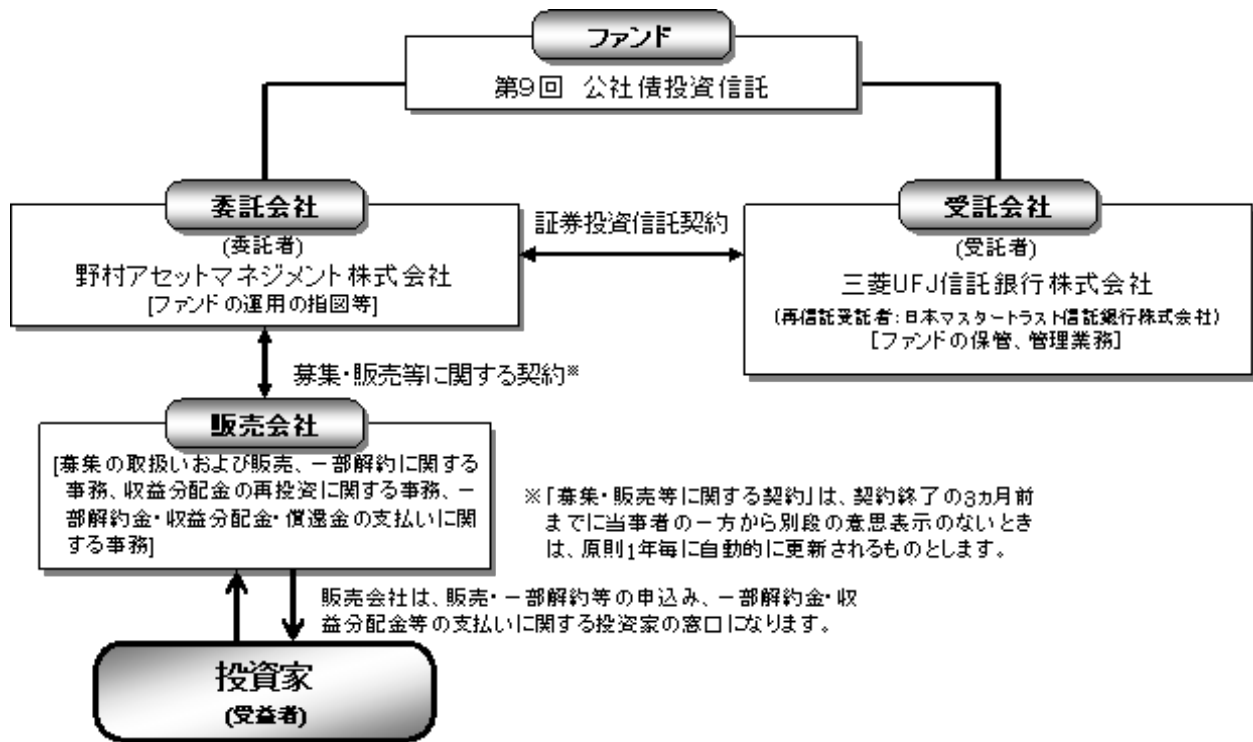 ファンド
第9回 公社債投資信託
委託会社
(委託者)
野村アセットマネジメント株式会社
[ファンドの運用の指図等]
証券投資信託契約
受託会社
(受託者)
三菱UFJ信託銀行株式会社
(再信託受託者:日本マスタートラスト信託銀行株式会社)
[ファンドの保管、管理業務]
募集・販売等に関する契約※
販売会社
[募集の取扱いおよび販売、一部解約に関する
事務、収益分配金の再投資に関する事務、一
部解約金・収益分配金・償還金の支払いに関
する事務]
※「募集・販売等に関する契約」は、契約終了の3ヵ月前
までに当事者の一方から別段の意思表示のないとき
は、原則1年毎に自動的に更新されるものとします。
販売会社は、販売・一部解約等の申込み、一部解約金・収
益分配金等の支払いに関する投資家の窓口になります。
投資家
(受益者)